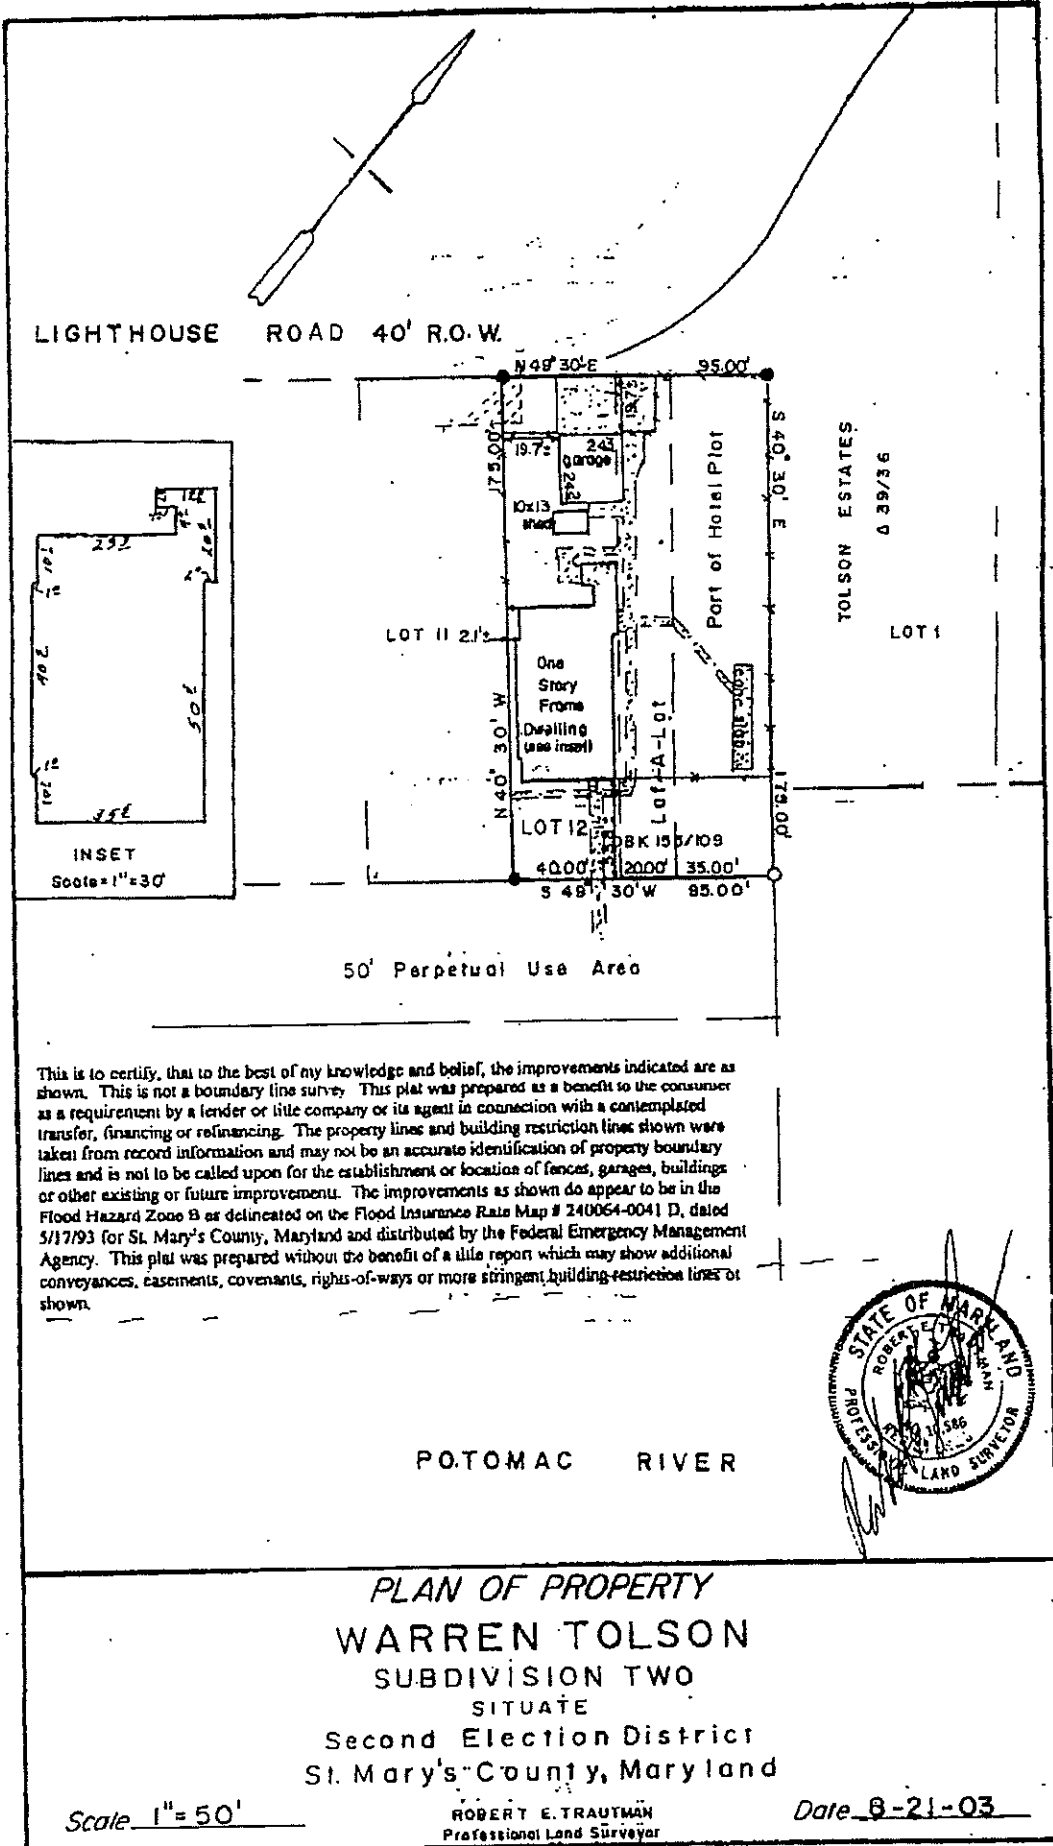 LIGHTHOUSE ROAD 40' R.O.W.
N 49° 30' E 95.00'
S 40° 30' E
175.00'
TOLSON ESTATES
39/36
LOT 1
19.7±
24.3
garage
24.2
10x13
shed
Part of Hotel Plot
LOT 11
2.1'±
One
Story
Frame
Dwelling
(see inset)
N 40° 30' W
175.00'
Laf-A-Lot
conc slab
LOT 12
40.00' 20.00' 35.00'
S 49° 30' W 95.00'
INSET
Scale=1"=30'
50' Perpetual Use Area
This is to certify, that to the best of my knowledge and belief, the improvements indicated are as
shown. This is not a boundary line survey. This plat was prepared as a benefit to the consumer
as a requirement by a lender or title company or its agent in connection with a contemplated
transfer, financing or refinancing. The property lines and building restriction lines shown were
taken from record information and may not be an accurate identification of property boundary
lines and is not to be called upon for the establishment or location of fences, garages, buildings
or other existing or future improvements. The improvements as shown do appear to be in the
Flood Hazard Zone B as delineated on the Flood Insurance Rate Map # 240064-0041 D, dated
5/17/93 for St. Mary's County, Maryland and distributed by the Federal Emergency Management
Agency. This plat was prepared without the benefit of a title report which may show additional
conveyances, easements, covenants, rights-of-ways or more stringent building restriction lines or
shown.
STATE OF MARYLAND
ROBERT E. TRAUTMAN
PROFESSIONAL LAND SURVEYOR
POTOMAC RIVER
PLAN OF PROPERTY
WARREN TOLSON
SUBDIVISION TWO
SITUATE
Second Election District
St. Mary's County, Maryland
Scale 1"=50'
ROBERT E. TRAUTMAN
Professional Land Surveyor
Date 8-21-03